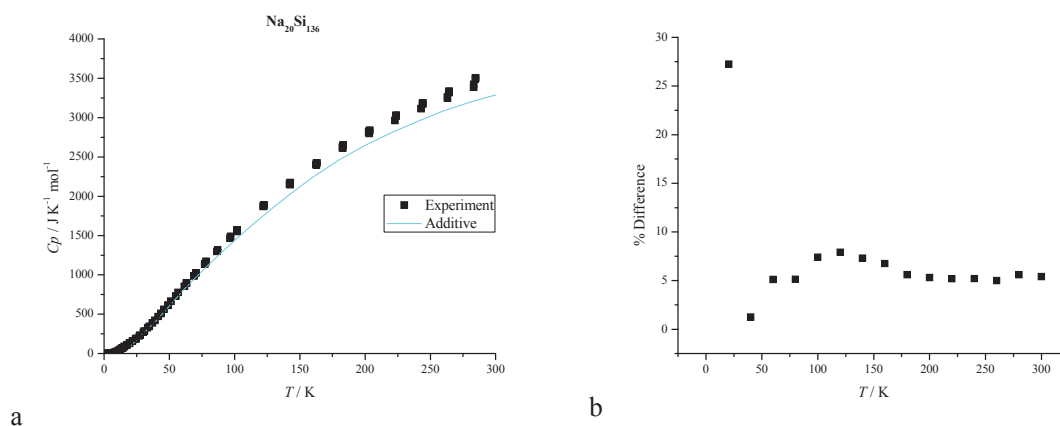 Na20Si136
4000
3500
3000
2500
2000
1500
1000
500
0
Cp / J K-1 mol-1
0 50 100 150 200 250 300
T / K
Experiment
Additive
a
30
25
20
15
10
5
0
% Difference
0 50 100 150 200 250 300
T / K
b